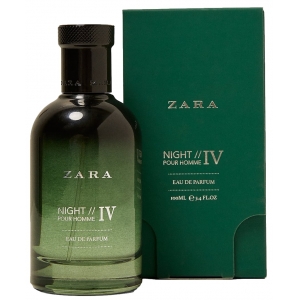 ZARA
NIGHT // IV
POUR HOMME
EAU DE PARFUM
ZARA
NIGHT // IV
POUR HOMME
EAU DE PARFUM
100ML ℮ 3.4 FL.OZ